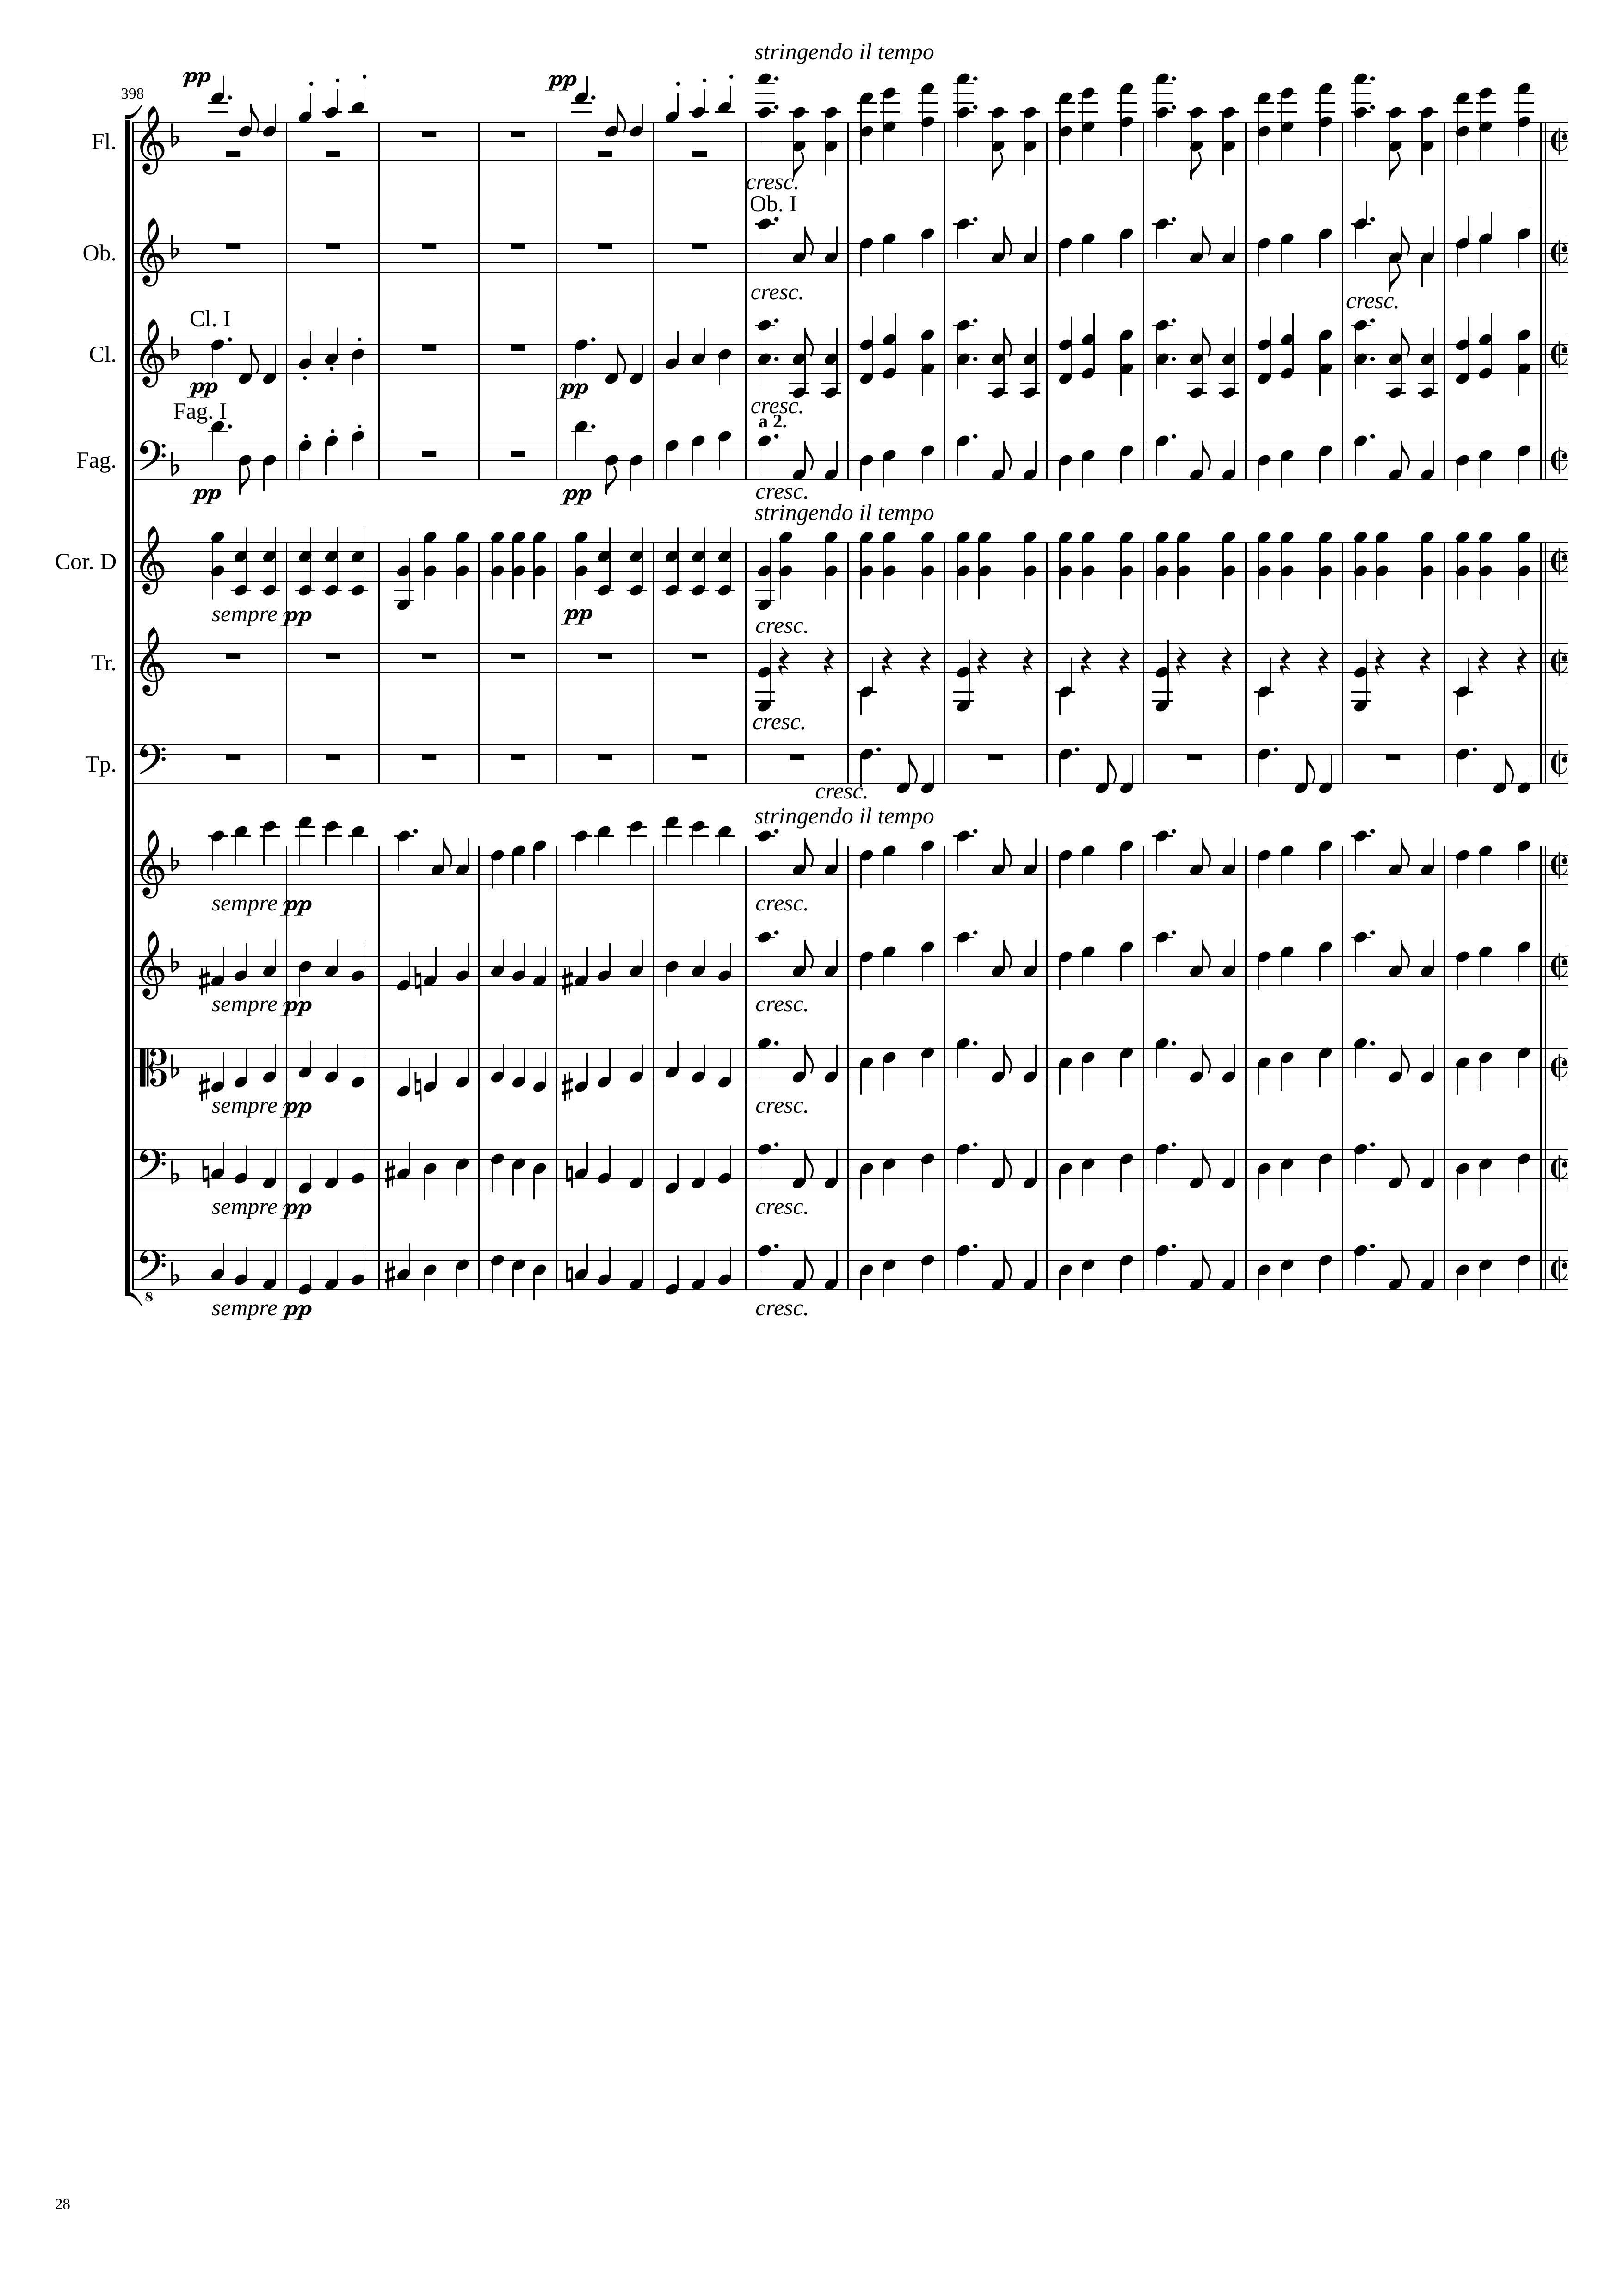 stringendo il tempo
pp pp
398
Fl.
cresc.
Ob. I
Ob.
cresc. cresc.
Cl. I
Cl.
pp pp
cresc.
Fag. I a 2.
Fag.
pp pp cresc.
stringendo il tempo
Cor. D
sempre pp pp cresc.
Tr.
cresc.
Tp.
cresc.
stringendo il tempo
sempre pp cresc.
sempre pp cresc.
sempre pp cresc.
sempre pp cresc.
8
sempre pp cresc.
28